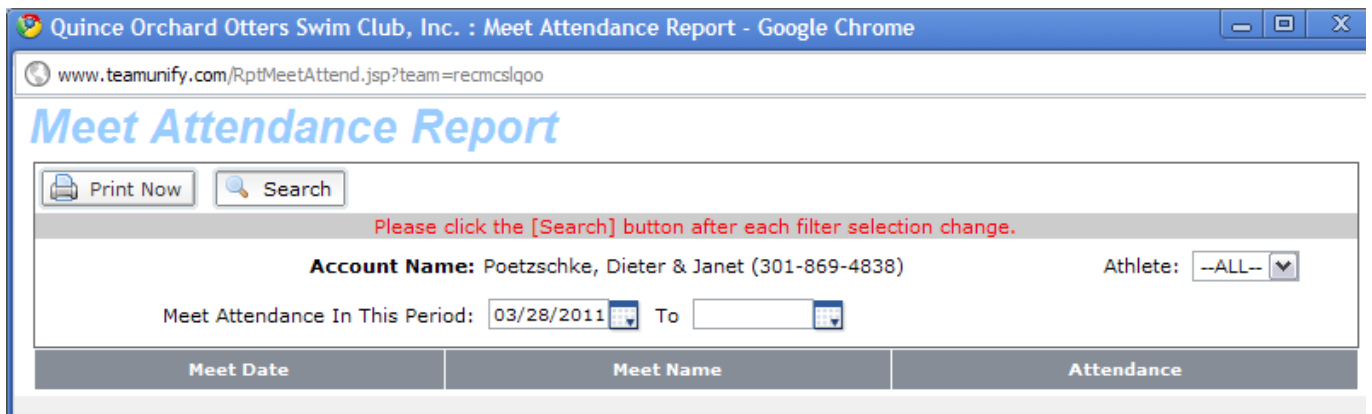 Quince Orchard Otters Swim Club, Inc. : Meet Attendance Report - Google Chrome
www.teamunify.com/RptMeetAttend.jsp?team=recmcslqoo
Meet Attendance Report
Print Now Search
Please click the [Search] button after each filter selection change.
Account Name: Poetzschke, Dieter & Janet (301-869-4838) Athlete: --ALL--
Meet Attendance In This Period: 03/28/2011 To
Meet Date Meet Name Attendance